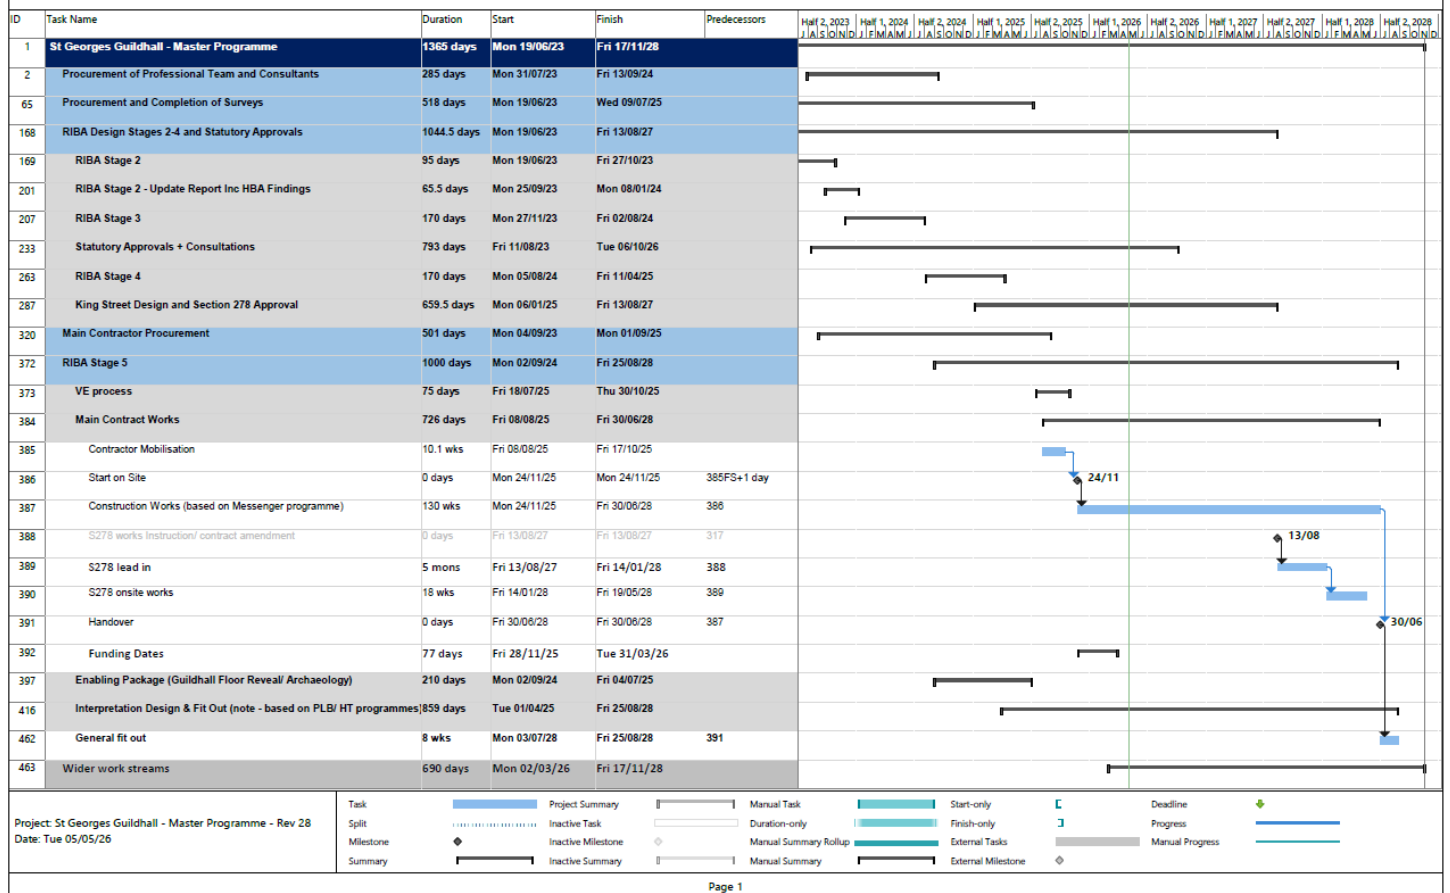 ID Task Name Duration Start Finish Predecessors
Half 2, 2023 Half 1, 2024 Half 2, 2024 Half 1, 2025 Half 2, 2025 Half 1, 2026 Half 2, 2026 Half 1, 2027 Half 2, 2027 Half 1, 2028 Half 2, 2028
J A S O N D J F M A M J J A S O N D J F M A M J J A S O N D J F M A M J J A S O N D J F M A M J J A S O N D J F M A M J J A S O N D
1 St Georges Guildhall - Master Programme 1365 days Mon 19/06/23 Fri 17/11/28
2 Procurement of Professional Team and Consultants 285 days Mon 31/07/23 Fri 13/09/24
65 Procurement and Completion of Surveys 518 days Mon 19/06/23 Wed 09/07/25
168 RIBA Design Stages 2-4 and Statutory Approvals 1044.5 days Mon 19/06/23 Fri 13/08/27
169 RIBA Stage 2 95 days Mon 19/06/23 Fri 27/10/23
201 RIBA Stage 2 - Update Report Inc HBA Findings 65.5 days Mon 25/09/23 Mon 08/01/24
207 RIBA Stage 3 170 days Mon 27/11/23 Fri 02/08/24
233 Statutory Approvals + Consultations 793 days Fri 11/08/23 Tue 06/10/26
263 RIBA Stage 4 170 days Mon 05/08/24 Fri 11/04/25
287 King Street Design and Section 278 Approval 659.5 days Mon 06/01/25 Fri 13/08/27
320 Main Contractor Procurement 501 days Mon 04/09/23 Mon 01/09/25
372 RIBA Stage 5 1000 days Mon 02/09/24 Fri 25/08/28
373 VE process 75 days Fri 18/07/25 Thu 30/10/25
384 Main Contract Works 726 days Fri 08/08/25 Fri 30/06/28
385 Contractor Mobilisation 10.1 wks Fri 08/08/25 Fri 17/10/25
386 Start on Site 0 days Mon 24/11/25 Mon 24/11/25 385FS+1 day 24/11
387 Construction Works (based on Messenger programme) 130 wks Mon 24/11/25 Fri 30/06/28 386
388 S278 works Instruction/ contract amendment 0 days Fri 13/08/27 Fri 13/08/27 317 13/08
389 S278 lead in 5 mons Fri 13/08/27 Fri 14/01/28 388
390 S278 onsite works 18 wks Fri 14/01/28 Fri 19/05/28 389
391 Handover 0 days Fri 30/06/28 Fri 30/06/28 387 30/06
392 Funding Dates 77 days Fri 28/11/25 Tue 31/03/26
397 Enabling Package (Guildhall Floor Reveal/ Archaeology) 210 days Mon 02/09/24 Fri 04/07/25
416 Interpretation Design & Fit Out (note - based on PLB/ HT programmes) 859 days Tue 01/04/25 Fri 25/08/28
462 General fit out 8 wks Mon 03/07/28 Fri 25/08/28 391
463 Wider work streams 690 days Mon 02/03/26 Fri 17/11/28
Project: St Georges Guildhall - Master Programme - Rev 28
Date: Tue 05/05/26
Task Project Summary Manual Task Start-only Deadline
Split Inactive Task Duration-only Finish-only Progress
Milestone Inactive Milestone Manual Summary Rollup External Tasks Manual Progress
Summary Inactive Summary Manual Summary External Milestone
Page 1